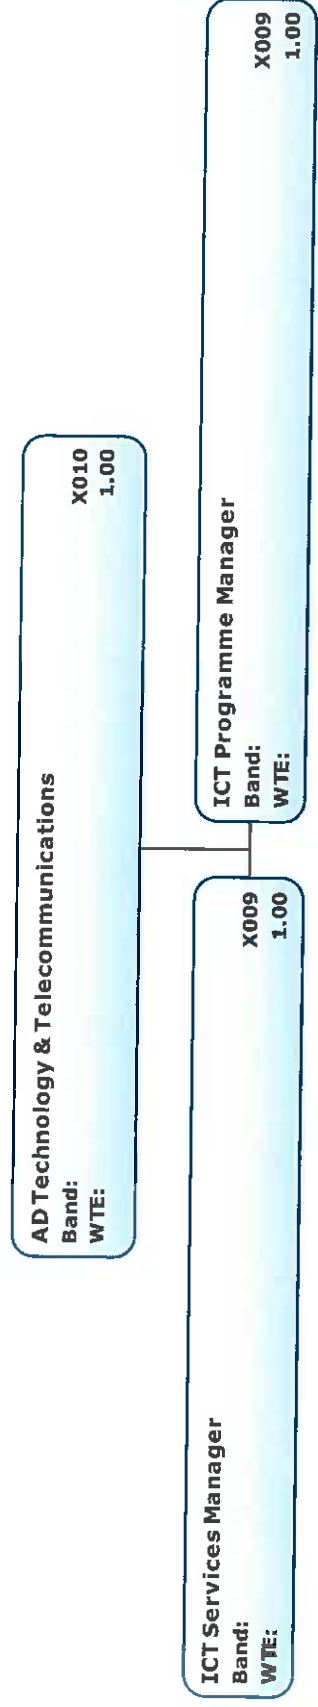 AD Technology & Telecommunications
Band: X010
WTE: 1.00
ICT Services Manager
Band: X009
WTE: 1.00
ICT Programme Manager
Band: X009
WTE: 1.00